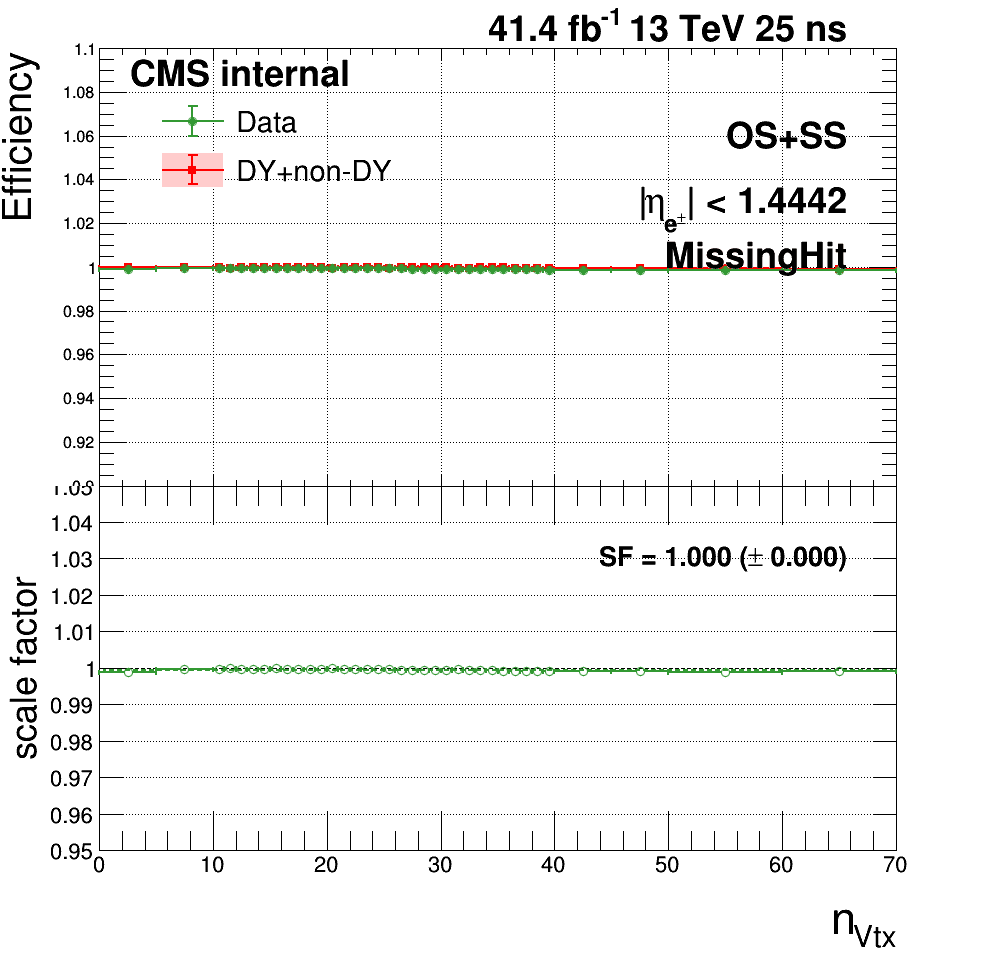 41.4 fb-1 13 TeV 25 ns
Efficiency
1.1
1.08
1.06
1.04
1.02
1
0.98
0.96
0.94
0.92
CMS internal
Data
DY+non-DY
OS+SS
|ηe±| < 1.4442
MissingHit
scale factor
1.04
1.03
1.02
1.01
1
0.99
0.98
0.97
0.96
0.95
SF = 1.000 (± 0.000)
0 10 20 30 40 50 60 70
nVtx